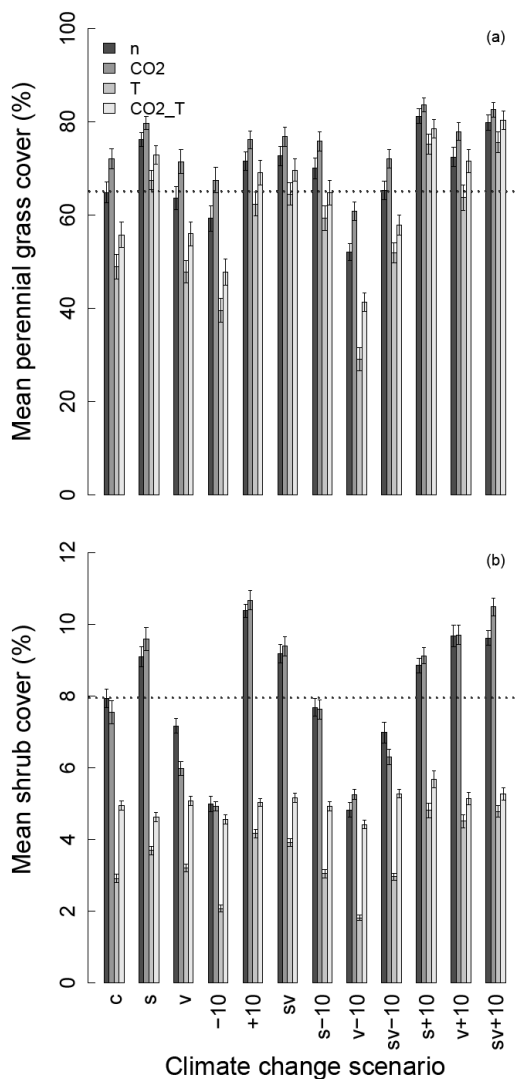 (a)
n
CO2
T
CO2_T
Mean perennial grass cover (%)
100
80
60
40
20
0
(b)
Mean shrub cover (%)
12
10
8
6
4
2
0
c
s
v
−10
+10
sv
s−10
v−10
sv−10
s+10
v+10
sv+10
Climate change scenario